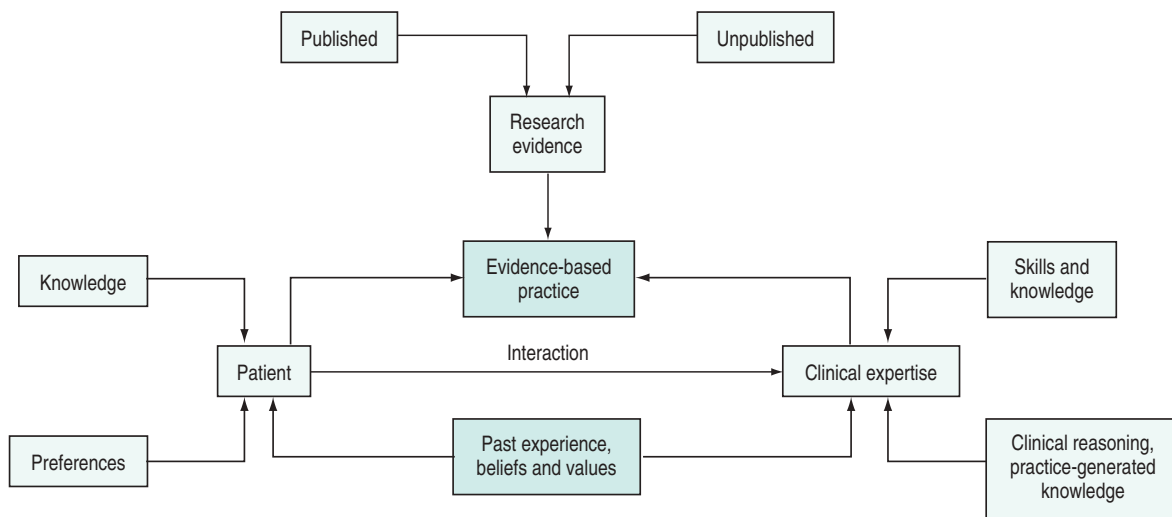 Published
Unpublished
Research
evidence
Evidence-based
practice
Knowledge
Skills and
knowledge
Interaction
Patient
Clinical expertise
Preferences
Past experience,
beliefs and values
Clinical reasoning,
practice-generated
knowledge